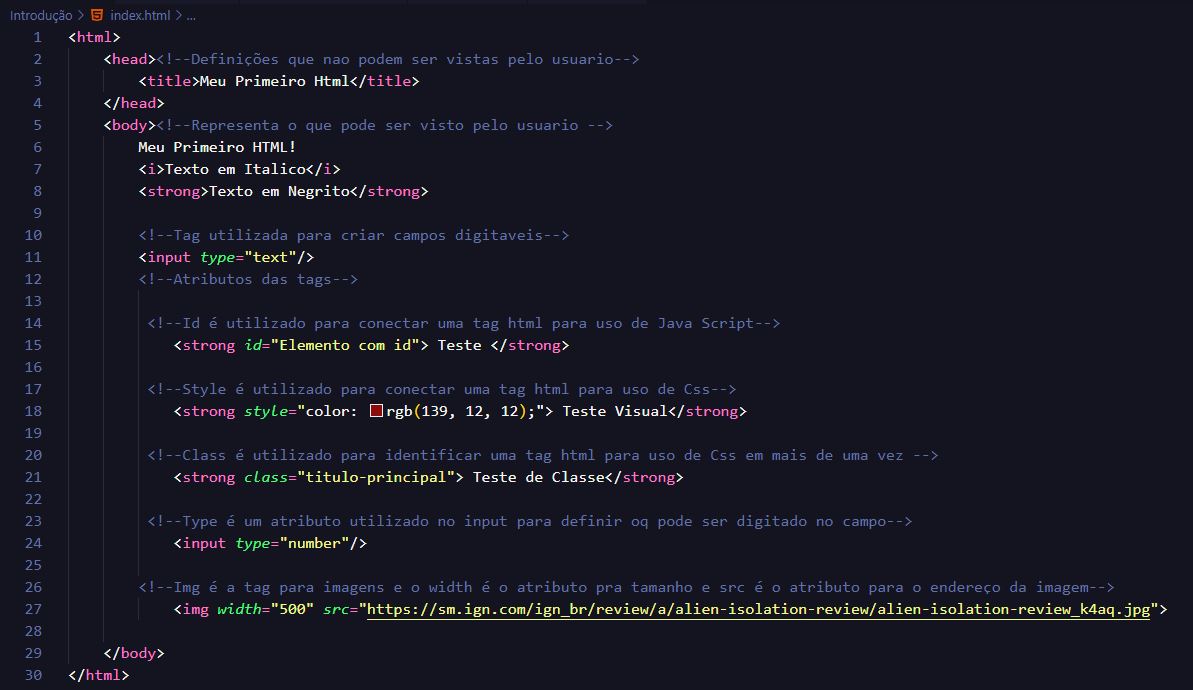 Introdução > index.html > ...
1 <html>
2 <head><!--Definições que nao podem ser vistas pelo usuario-->
3 <title>Meu Primeiro Html</title>
4 </head>
5 <body><!--Representa o que pode ser visto pelo usuario -->
6 Meu Primeiro HTML!
7 <i>Texto em Italico</i>
8 <strong>Texto em Negrito</strong>
9
10 <!--Tag utilizada para criar campos digitaveis-->
11 <input type="text"/>
12 <!--Atributos das tags-->
13
14 <!--Id é utilizado para conectar uma tag html para uso de Java Script-->
15 <strong id="Elemento com id"> Teste </strong>
16
17 <!--Style é utilizado para conectar uma tag html para uso de Css-->
18 <strong style="color: rgb(139, 12, 12);"> Teste Visual</strong>
19
20 <!--Class é utilizado para identificar uma tag html para uso de Css em mais de uma vez -->
21 <strong class="titulo-principal"> Teste de Classe</strong>
22
23 <!--Type é um atributo utilizado no input para definir oq pode ser digitado no campo-->
24 <input type="number"/>
25
26 <!--Img é a tag para imagens e o width é o atributo pra tamanho e src é o atributo para o endereço da imagem-->
27 <img width="500" src="https://sm.ign.com/ign_br/review/a/alien-isolation-review/alien-isolation-review_k4aq.jpg">
28
29 </body>
30 </html>